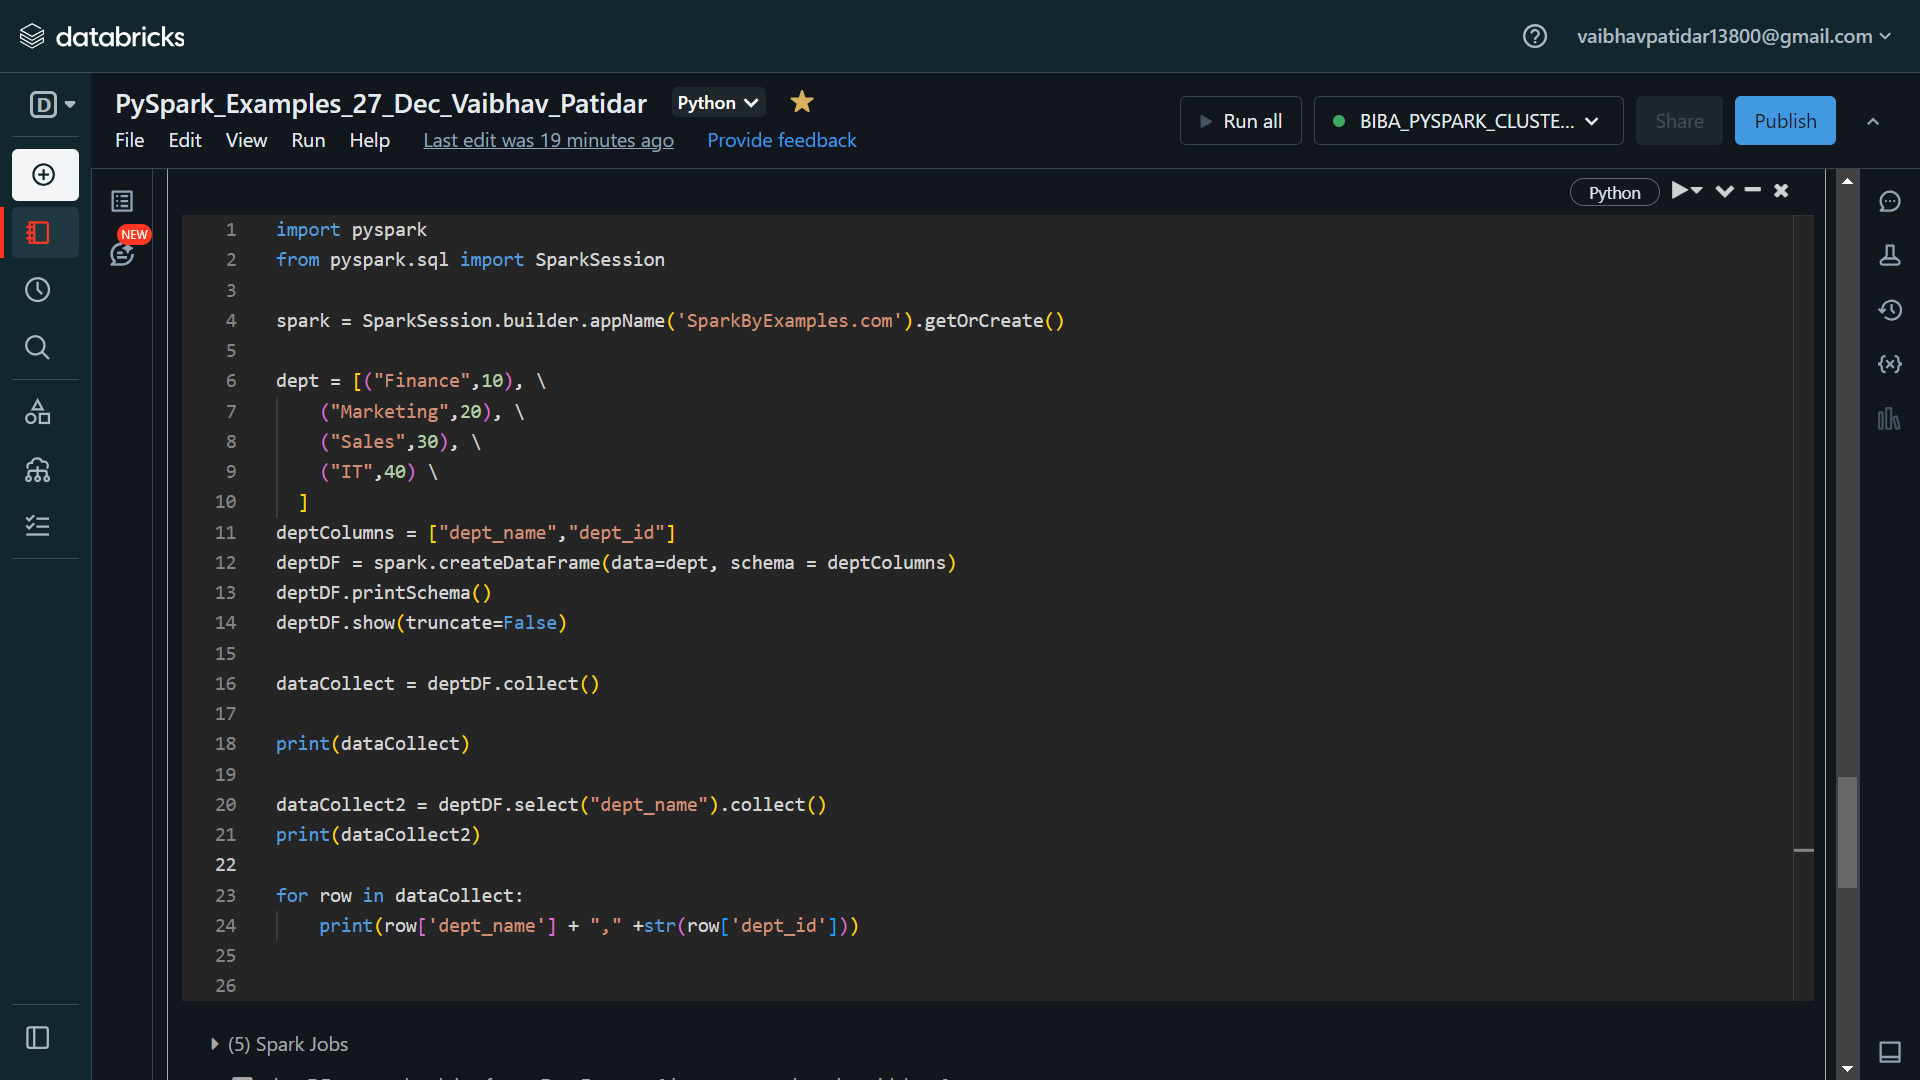 databricks
vaibhavpatidar13800@gmail.com
D
PySpark_Examples_27_Dec_Vaibhav_Patidar
Python
File Edit View Run Help Last edit was 19 minutes ago Provide feedback
Run all
BIBA_PYSPARK_CLUSTE...
Share
Publish
NEW
Python
1 import pyspark
2 from pyspark.sql import SparkSession
3
4 spark = SparkSession.builder.appName('SparkByExamples.com').getOrCreate()
5
6 dept = [("Finance",10), \
7     ("Marketing",20), \
8     ("Sales",30), \
9     ("IT",40) \
10   ]
11 deptColumns = ["dept_name","dept_id"]
12 deptDF = spark.createDataFrame(data=dept, schema = deptColumns)
13 deptDF.printSchema()
14 deptDF.show(truncate=False)
15
16 dataCollect = deptDF.collect()
17
18 print(dataCollect)
19
20 dataCollect2 = deptDF.select("dept_name").collect()
21 print(dataCollect2)
22
23 for row in dataCollect:
24     print(row['dept_name'] + "," +str(row['dept_id']))
25
26
(5) Spark Jobs